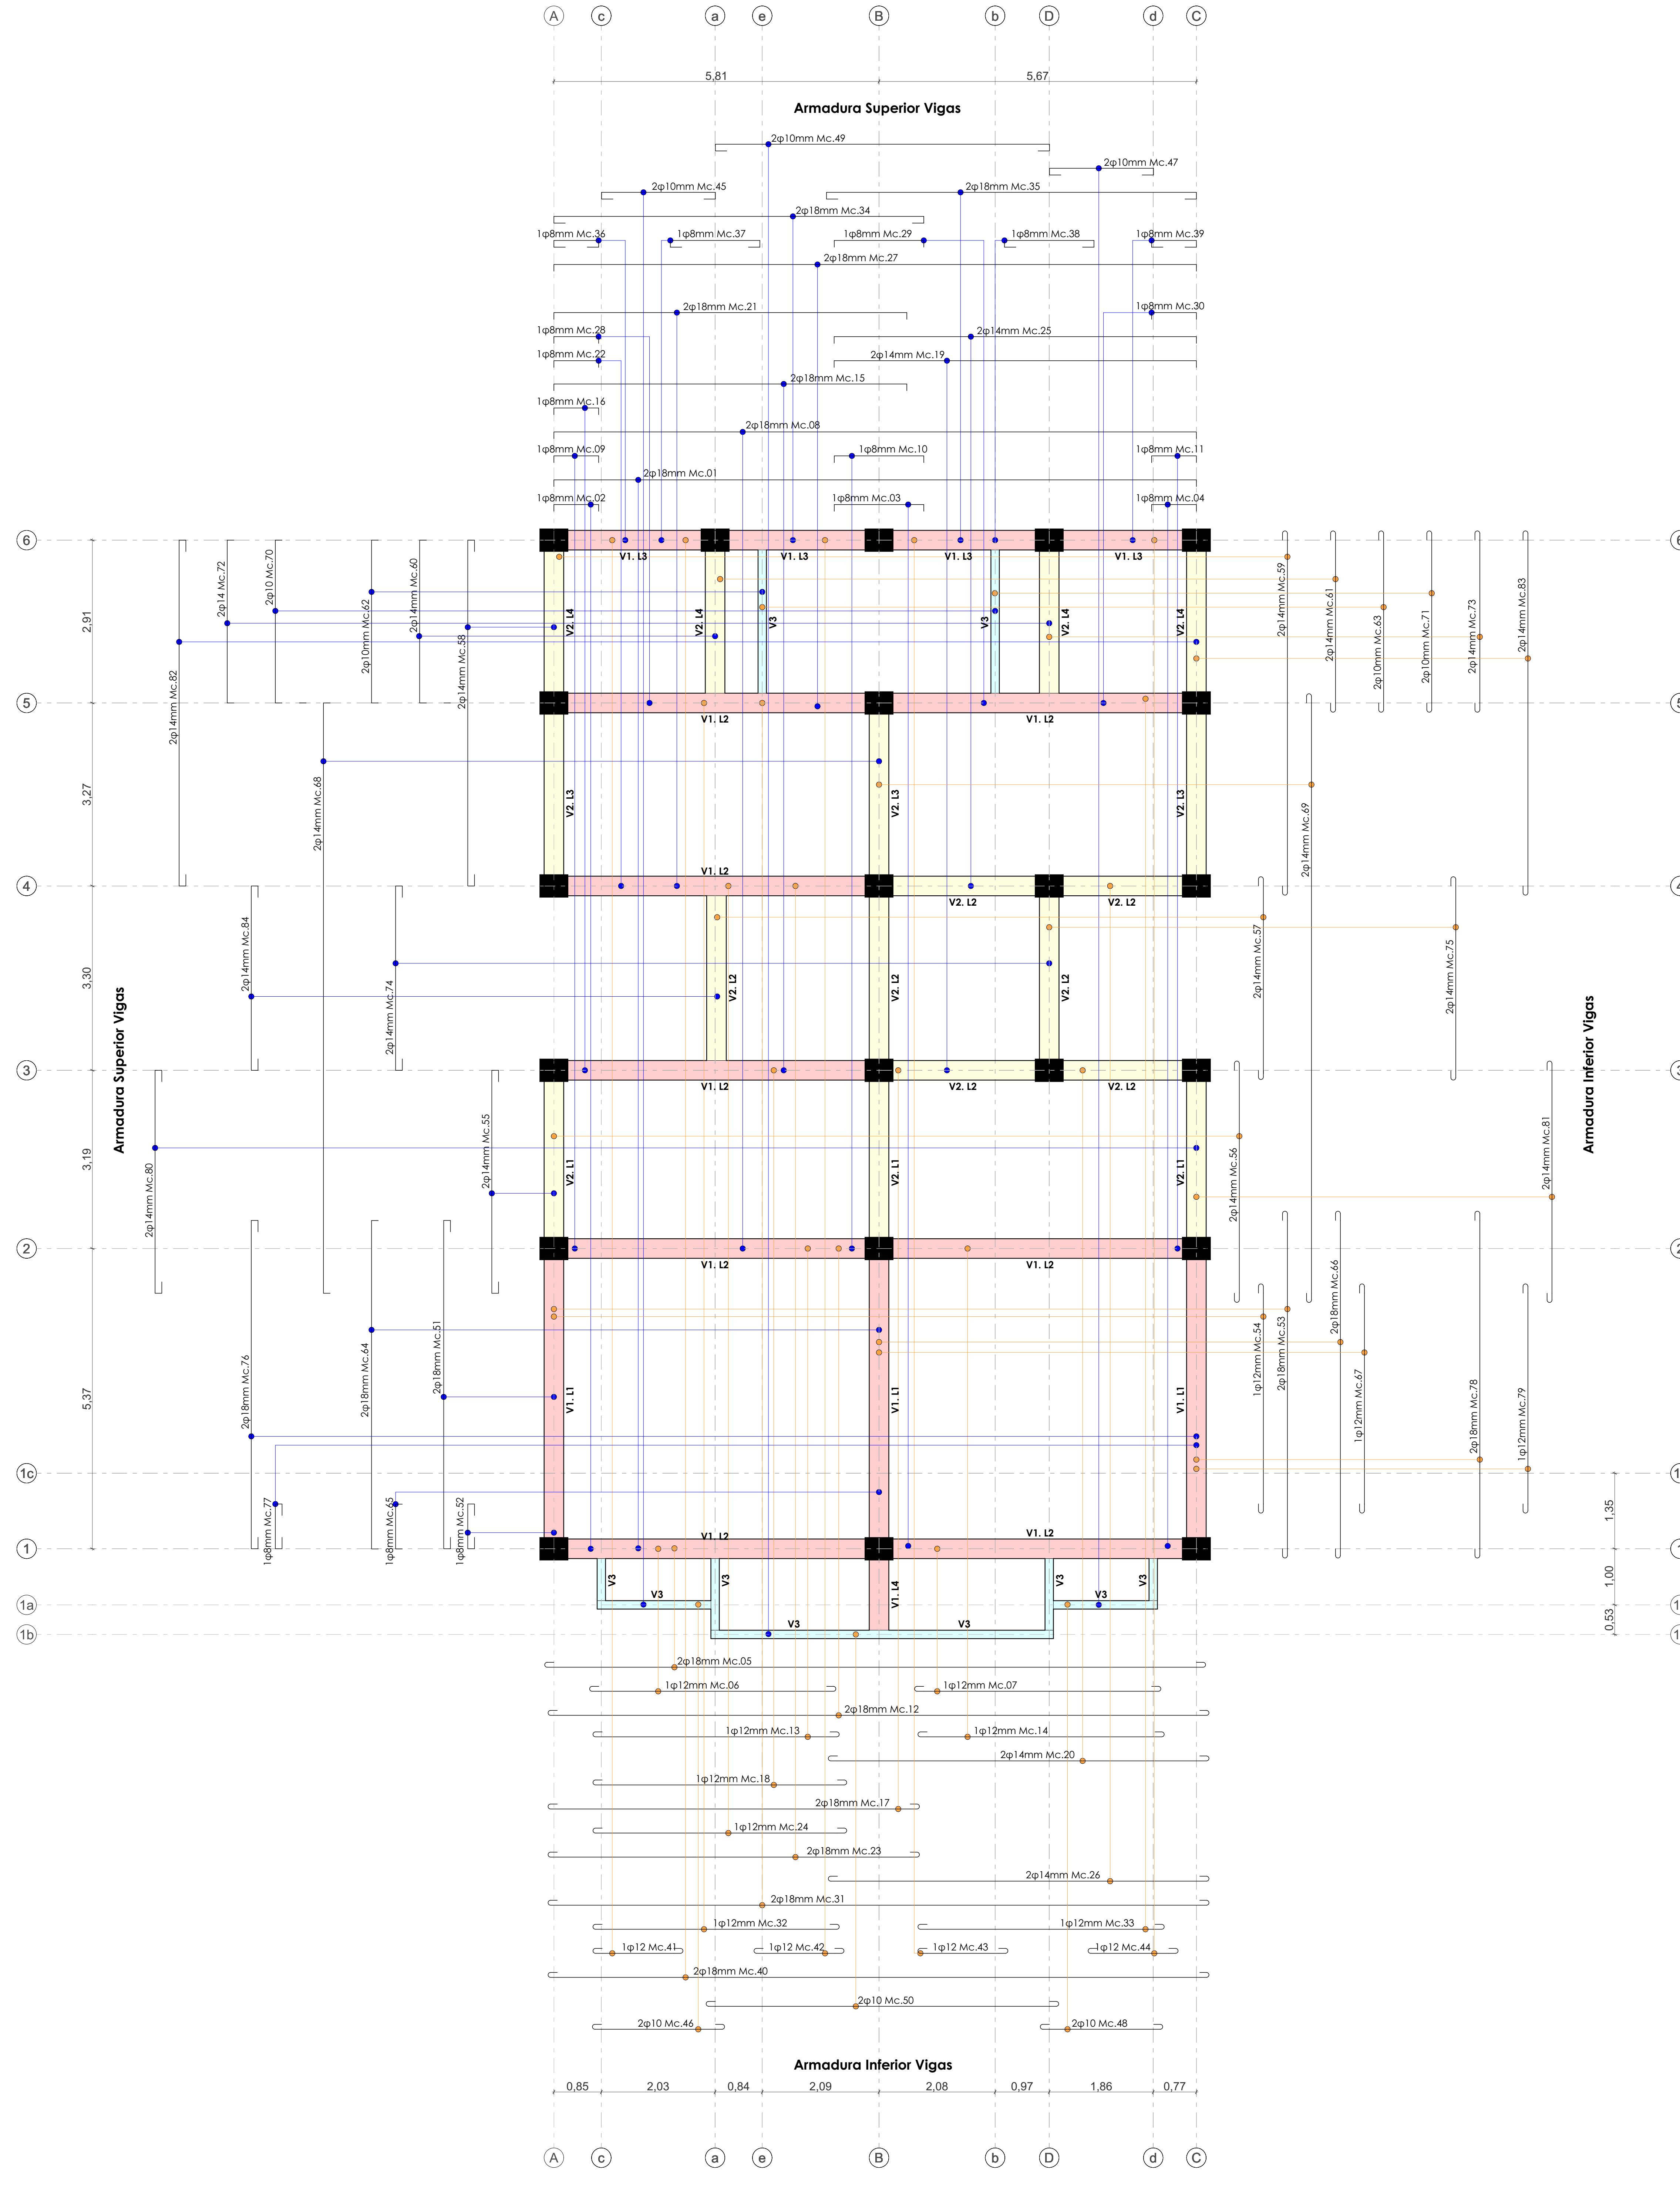 A c a e B b D d C
5,81 5,67
Armadura Superior Vigas
2φ10mm Mc.49
2φ10mm Mc.47
2φ10mm Mc.45 2φ18mm Mc.35
2φ18mm Mc.34
1φ8mm Mc.36 1φ8mm Mc.37 1φ8mm Mc.29 1φ8mm Mc.38 1φ8mm Mc.39
2φ18mm Mc.27
2φ18mm Mc.21 1φ8mm Mc.30
1φ8mm Mc.28 2φ14mm Mc.25
1φ8mm Mc.22 2φ14mm Mc.19
2φ18mm Mc.15
1φ8mm Mc.16
2φ18mm Mc.08
1φ8mm Mc.09 1φ8mm Mc.10 1φ8mm Mc.11
2φ18mm Mc.01
1φ8mm Mc.02 1φ8mm Mc.03 1φ8mm Mc.04
6 6
V1. L3 V1. L3 V1. L3 V1. L3
2,91
2φ14mm Mc.82
2φ14 Mc.72
2φ10 Mc.70
2φ10mm Mc.62
2φ14mm Mc.60
2φ14mm Mc.58
V2. L4 V2. L4 V3 V3 V2. L4 V2. L4
2φ14mm Mc.59
2φ14mm Mc.61
2φ10mm Mc.63
2φ10mm Mc.71
2φ14mm Mc.73
2φ14mm Mc.83
5 5
V1. L2 V1. L2
3,27
2φ14mm Mc.68
V2. L3 V2. L3 V2. L3
2φ14mm Mc.69
V1. L2
4 4
V2. L2 V2. L2
3,30
2φ14mm Mc.84
2φ14mm Mc.74
V2. L2 V2. L2 V2. L2
2φ14mm Mc.57
2φ14mm Mc.75
Armadura Superior Vigas
Armadura Inferior Vigas
3 3
V1. L2 V2. L2 V2. L2
3,19
2φ14mm Mc.80
2φ14mm Mc.55
V2. L1 V2. L1 V2. L1
2φ14mm Mc.56
2φ14mm Mc.81
2 2
V1. L2 V1. L2
5,37
2φ18mm Mc.76
2φ18mm Mc.64
2φ18mm Mc.51
V1. L1 V1. L1 V1. L1
1φ12mm Mc.54
2φ18mm Mc.53
2φ18mm Mc.66
1φ12mm Mc.67
2φ18mm Mc.78
1φ12mm Mc.79
1c 1
1φ8mm Mc.77
1φ8mm Mc.65
1φ8mm Mc.52
1,35
V1. L2 V1. L2
1 1
V3 V3 V1. L4 V3 V3
1,00
V3 V3
1a 1
0,53
V3 V3
1b 1
2φ18mm Mc.05
1φ12mm Mc.06 1φ12mm Mc.07
2φ18mm Mc.12
1φ12mm Mc.13 1φ12mm Mc.14
2φ14mm Mc.20
1φ12mm Mc.18
2φ18mm Mc.17
1φ12mm Mc.24
2φ18mm Mc.23
2φ14mm Mc.26
2φ18mm Mc.31
1φ12mm Mc.32 1φ12mm Mc.33
1φ12 Mc.41 1φ12 Mc.42 1φ12 Mc.43 1φ12 Mc.44
2φ18mm Mc.40
2φ10 Mc.50
2φ10 Mc.46 2φ10 Mc.48
Armadura Inferior Vigas
0,85 2,03 0,84 2,09 2,08 0,97 1,86 0,77
A c a e B b D d C